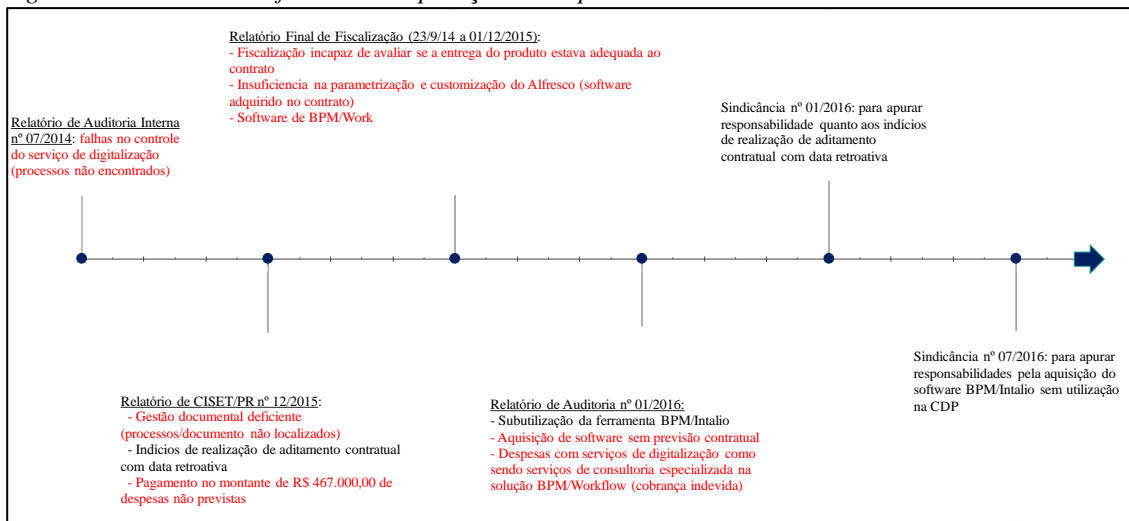 Relatório Final de Fiscalização (23/9/14 a 01/12/2015):
- Fiscalização incapaz de avaliar se a entrega do produto estava adequada ao
contrato
- Insuficiencia na parametrização e customização do Alfresco (software
adquirido no contrato)
- Software de BPM/Work
Relatório de Auditoria Interna
nº 07/2014: falhas no controle
do serviço de digitalização
(processos não encontrados)
Sindicância nº 01/2016: para apurar
responsabilidade quanto aos indícios
de realização de aditamento
contratual com data retroativa
Relatório de CISET/PR nº 12/2015:
- Gestão documental deficiente
(processos/documento não localizados)
- Indícios de realização de aditamento contratual
com data retroativa
- Pagamento no montante de R$ 467.000,00 de
despesas não previstas
Relatório de Auditoria nº 01/2016:
- Subutilização da ferramenta BPM/Intalio
- Aquisição de software sem previsão contratual
- Despesas com serviços de digitalização como
sendo serviços de consultoria especializada na
solução BPM/Workflow (cobrança indevida)
Sindicância nº 07/2016: para apurar
responsabilidades pela aquisição do
software BPM/Intalio sem utilização
na CDP